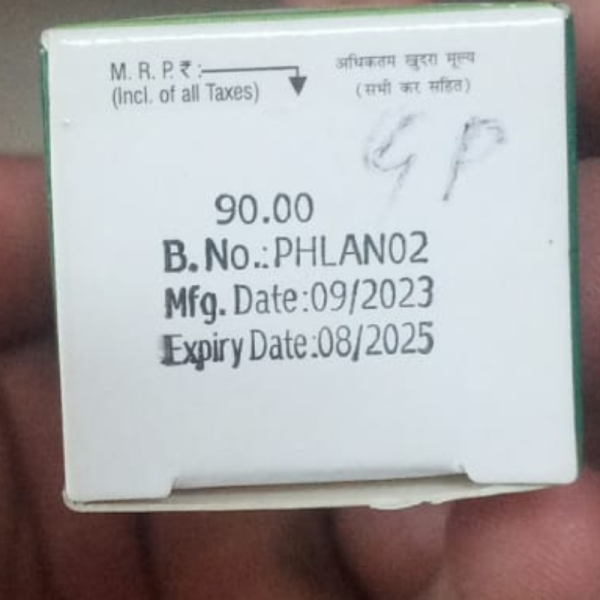 M. R. P. ₹ :
(Incl. of all Taxes)
अधिकतम खुदरा मूल्य
(सभी कर सहित)
90.00
B. No.:PHLAN02
Mfg. Date:09/2023
Expiry Date:08/2025